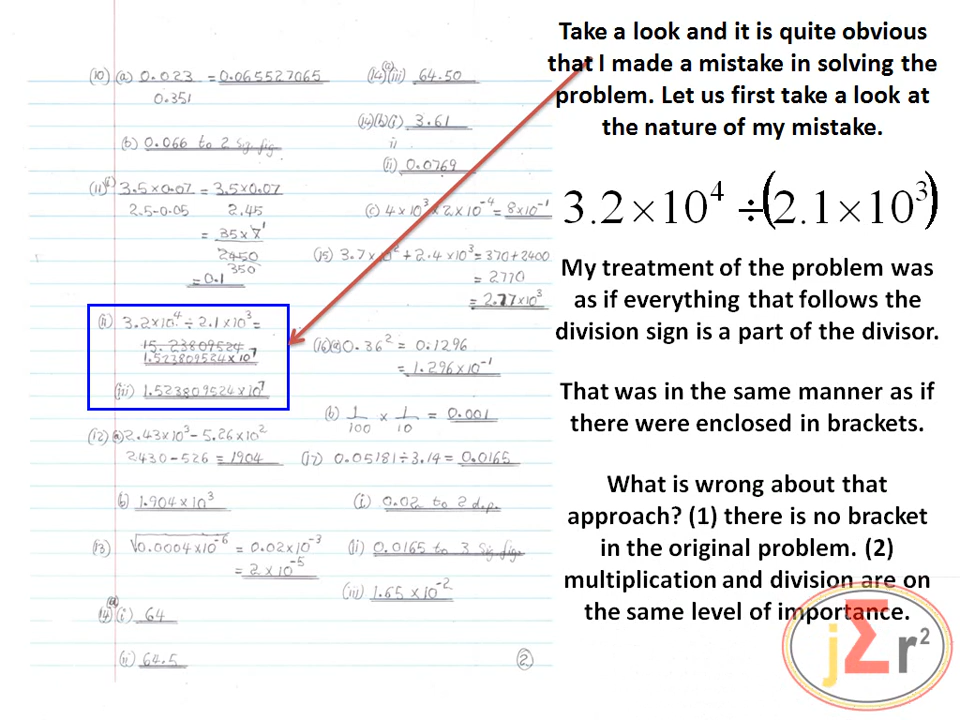 (10) (a) 0.023 = 0.065527065
0.351
(b) 0.066 to 2 sig fig
(11) (i) 3.5×0.07 = 3.5×0.07
2.5-0.05 2.45
= 35×7¹
2450
350
= 0.1
(ii) 3.2×10⁴ ÷ 2.1×10³ =
15.23809524
1.523809524×10⁷
(iii) 1.523809524×10⁷
(12) (a) 2.43×10³ - 5.26×10²
2430 - 526 = 1904
(b) 1.904×10³
(13) √0.0004×10⁻⁶ = 0.02×10⁻³
= 2×10⁻⁵
(14) (a) (i) 64
(ii) 64.5
(14) (a) (iii) 64.50
(14) (b) (i) 3.61
ii
(ii) 0.0769
(c) 4×10³ × 2×10⁻⁴ = 8×10⁻¹
(15) 3.7×10² + 2.4×10³ = 370+2400
= 2770
= 2.77×10³
(16) (a) 0.36² = 0.1296
= 1.296×10⁻¹
(b) 1 × 1 = 0.001
100 10
(17) 0.05181 ÷ 3.14 = 0.0165
(i) 0.02 to 2 d.p.
(ii) 0.0165 to 3 sig figs
(iii) 1.65×10⁻²
(2)
Take a look and it is quite obvious
that I made a mistake in solving the
problem. Let us first take a look at
the nature of my mistake.
3.2×10⁴ ÷(2.1×10³)
My treatment of the problem was
as if everything that follows the
division sign is a part of the divisor.
That was in the same manner as if
there were enclosed in brackets.
What is wrong about that
approach? (1) there is no bracket
in the original problem. (2)
multiplication and division are on
the same level of importance.
jΣr²